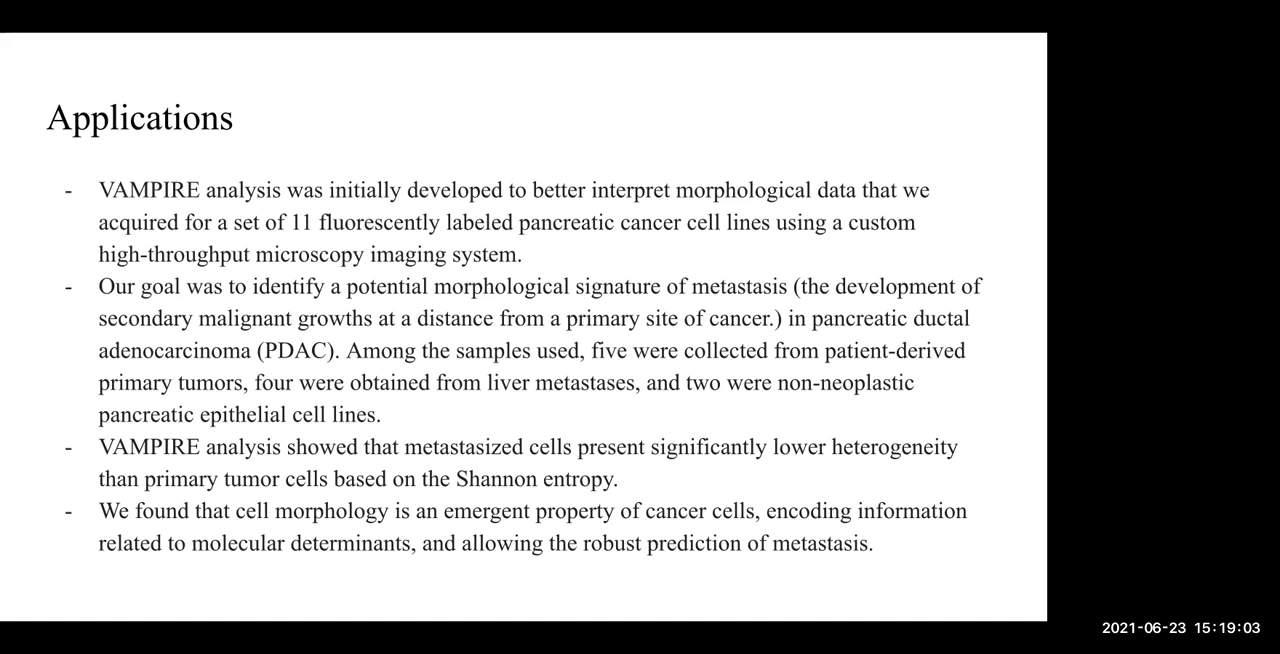 Applications
- VAMPIRE analysis was initially developed to better interpret morphological data that we
acquired for a set of 11 fluorescently labeled pancreatic cancer cell lines using a custom
high-throughput microscopy imaging system.
- Our goal was to identify a potential morphological signature of metastasis (the development of
secondary malignant growths at a distance from a primary site of cancer.) in pancreatic ductal
adenocarcinoma (PDAC). Among the samples used, five were collected from patient-derived
primary tumors, four were obtained from liver metastases, and two were non-neoplastic
pancreatic epithelial cell lines.
- VAMPIRE analysis showed that metastasized cells present significantly lower heterogeneity
than primary tumor cells based on the Shannon entropy.
- We found that cell morphology is an emergent property of cancer cells, encoding information
related to molecular determinants, and allowing the robust prediction of metastasis.
2021-06-23 15:19:03